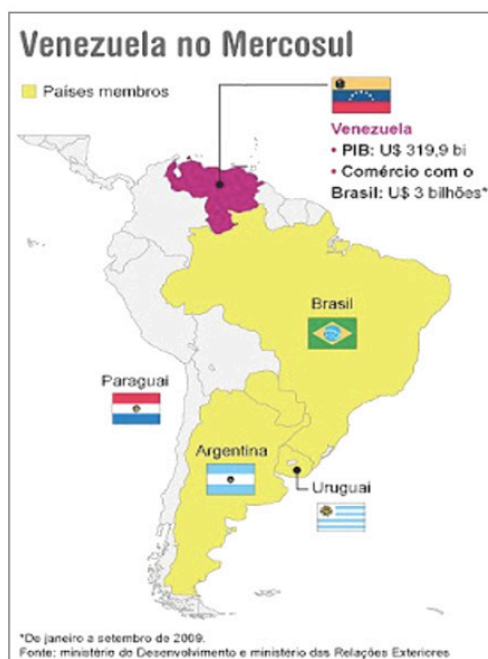 Venezuela no Mercosul
Países membros
Venezuela
• PIB: U$ 319,9 bi
• Comércio com o
Brasil: U$ 3 bilhões*
Brasil
Paraguai
Argentina
Uruguai
*De janeiro a setembro de 2009.
Fonte: ministério do Desenvolvimento e ministério das Relações Exteriores